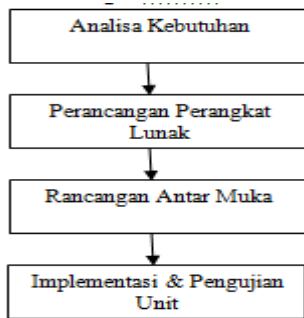 Analisa Kebutuhan
Perancangan Perangkat
Lunak
Rancangan Antar Muka
Implementasi & Pengujian
Unit